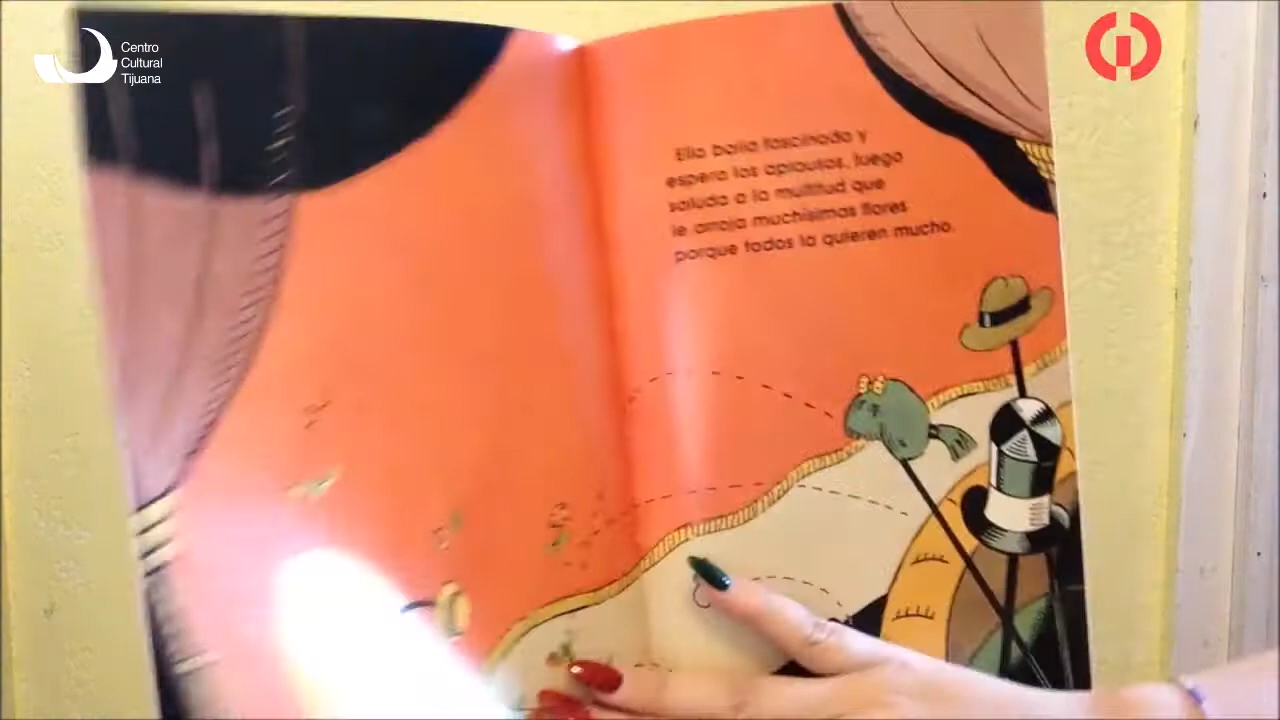 Centro
Cultural
Tijuana
Ella baila fascinada y
espera los aplausos, luego
saluda a la multitud que
le arroja muchísimas flores
porque todos la quieren mucho.